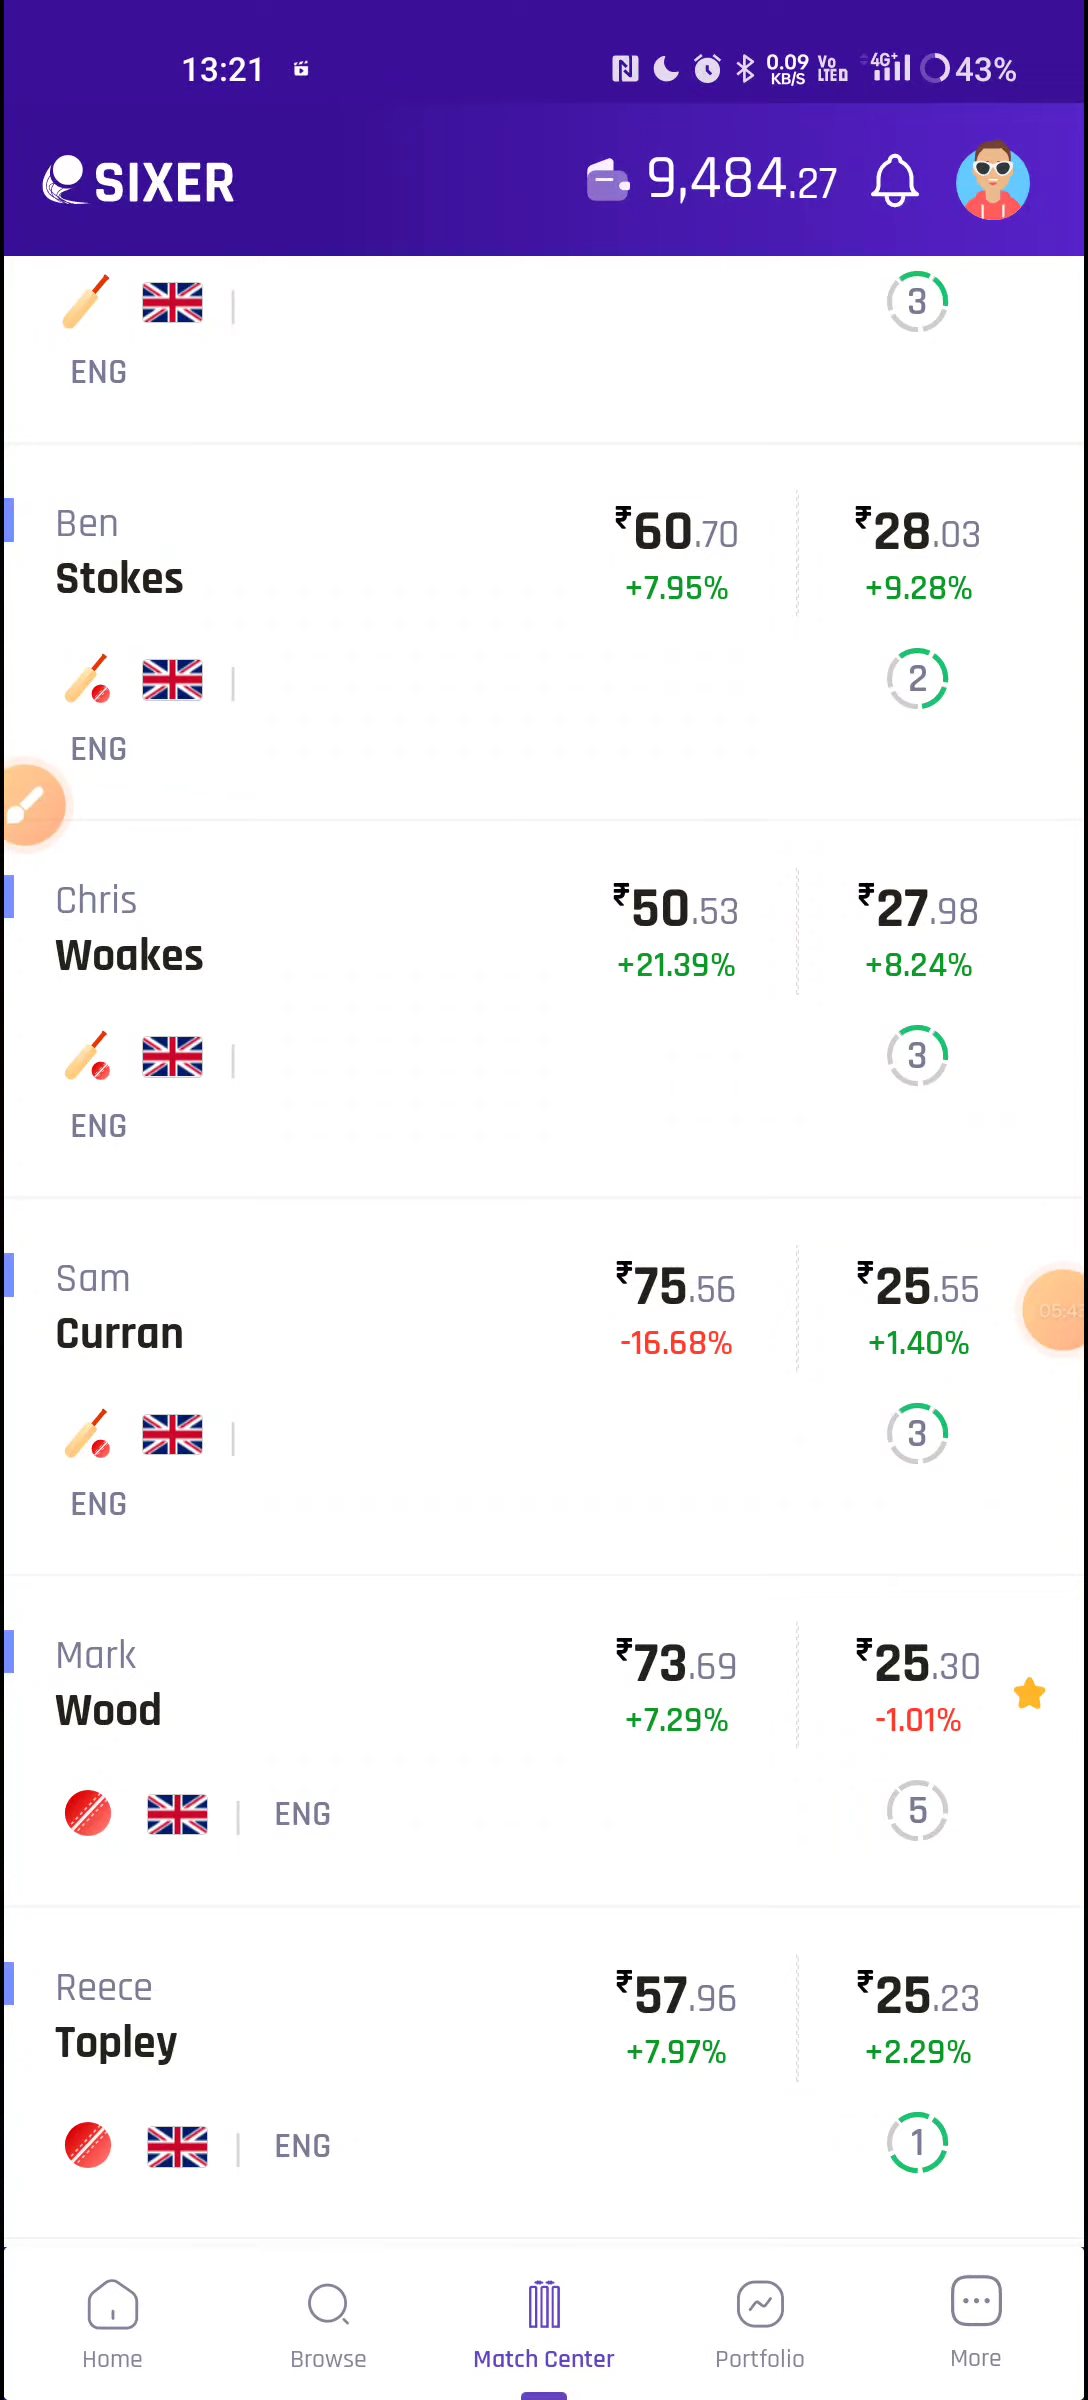 13:21 0.09 KB/S Vo LTE 4G+ 43%
SIXER 9,484.27
3
ENG
Ben ₹60.70 ₹28.03
Stokes +7.95% +9.28%
2
ENG
Chris ₹50.53 ₹27.98
Woakes +21.39% +8.24%
3
ENG
Sam ₹75.56 ₹25.55
Curran -16.68% +1.40%
3
ENG
Mark ₹73.69 ₹25.30
Wood +7.29% -1.01%
ENG 5
Reece ₹57.96 ₹25.23
Topley +7.97% +2.29%
ENG 1
Home Browse Match Center Portfolio More